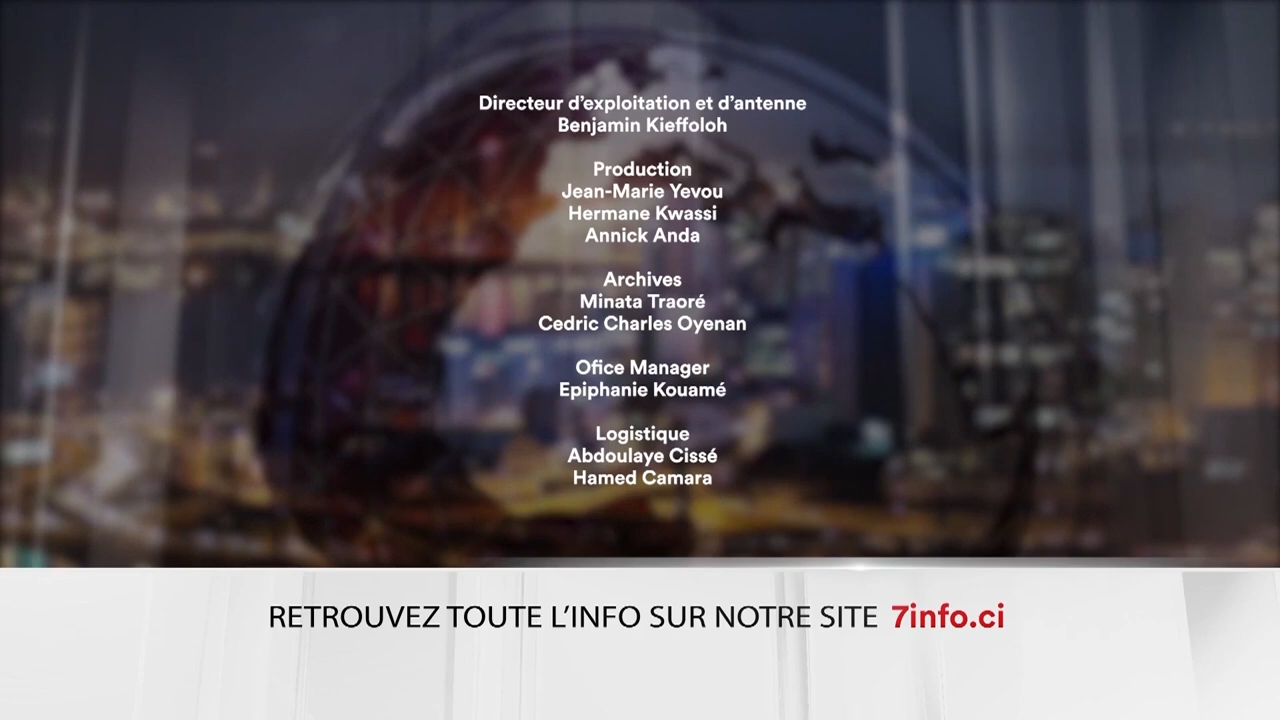 Directeur d’exploitation et d’antenne
Benjamin Kieffoloh
Production
Jean-Marie Yevou
Hermane Kwassi
Annick Anda
Archives
Minata Traoré
Cedric Charles Oyenan
Ofice Manager
Epiphanie Kouamé
Logistique
Abdoulaye Cissé
Hamed Camara
RETROUVEZ TOUTE L’INFO SUR NOTRE SITE 7info.ci